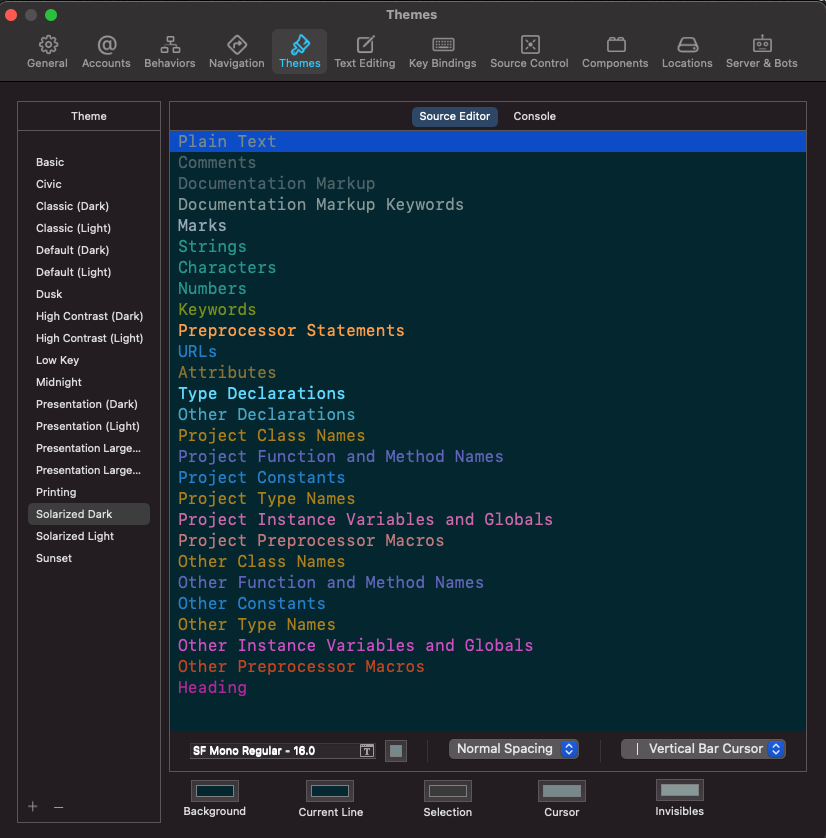 Themes
General
Accounts
Behaviors
Navigation
Themes
Text Editing
Key Bindings
Source Control
Components
Locations
Server & Bots
Theme
Basic
Civic
Classic (Dark)
Classic (Light)
Default (Dark)
Default (Light)
Dusk
High Contrast (Dark)
High Contrast (Light)
Low Key
Midnight
Presentation (Dark)
Presentation (Light)
Presentation Large...
Presentation Large...
Printing
Solarized Dark
Solarized Light
Sunset
Source Editor
Console
Plain Text
Comments
Documentation Markup
Documentation Markup Keywords
Marks
Strings
Characters
Numbers
Keywords
Preprocessor Statements
URLs
Attributes
Type Declarations
Other Declarations
Project Class Names
Project Function and Method Names
Project Constants
Project Type Names
Project Instance Variables and Globals
Project Preprocessor Macros
Other Class Names
Other Function and Method Names
Other Constants
Other Type Names
Other Instance Variables and Globals
Other Preprocessor Macros
Heading
SF Mono Regular - 16.0
Normal Spacing
Vertical Bar Cursor
Background
Current Line
Selection
Cursor
Invisibles